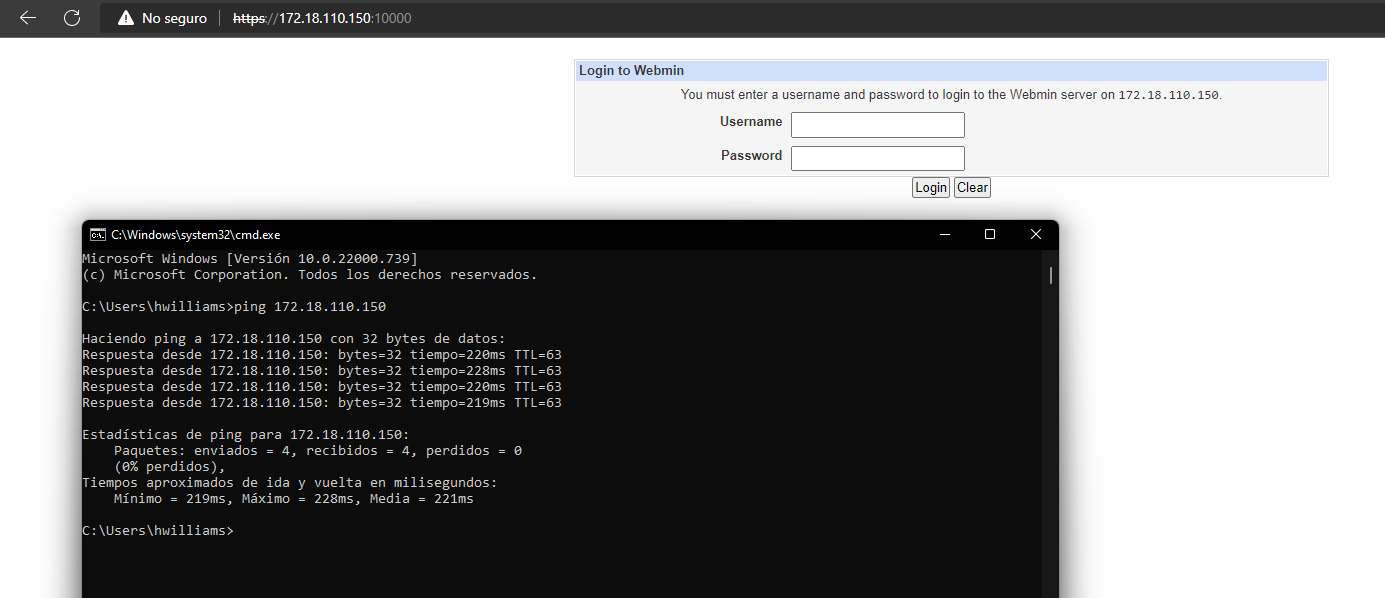 No seguro https://172.18.110.150:10000
Login to Webmin
You must enter a username and password to login to the Webmin server on 172.18.110.150.
Username
Password
Login Clear
C:\Windows\system32\cmd.exe
Microsoft Windows [Versión 10.0.22000.739]
(c) Microsoft Corporation. Todos los derechos reservados.
C:\Users\hwilliams>ping 172.18.110.150
Haciendo ping a 172.18.110.150 con 32 bytes de datos:
Respuesta desde 172.18.110.150: bytes=32 tiempo=220ms TTL=63
Respuesta desde 172.18.110.150: bytes=32 tiempo=228ms TTL=63
Respuesta desde 172.18.110.150: bytes=32 tiempo=220ms TTL=63
Respuesta desde 172.18.110.150: bytes=32 tiempo=219ms TTL=63
Estadísticas de ping para 172.18.110.150:
Paquetes: enviados = 4, recibidos = 4, perdidos = 0
(0% perdidos),
Tiempos aproximados de ida y vuelta en milisegundos:
Mínimo = 219ms, Máximo = 228ms, Media = 221ms
C:\Users\hwilliams>